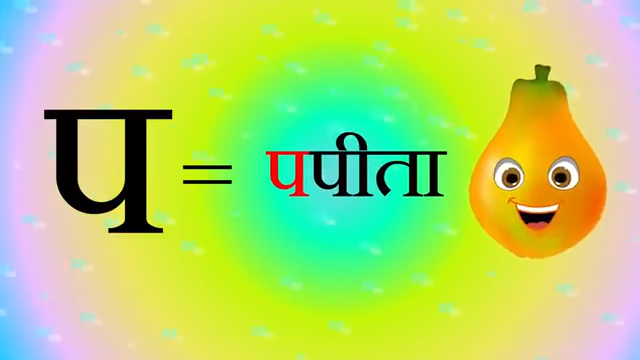 प = पपीता